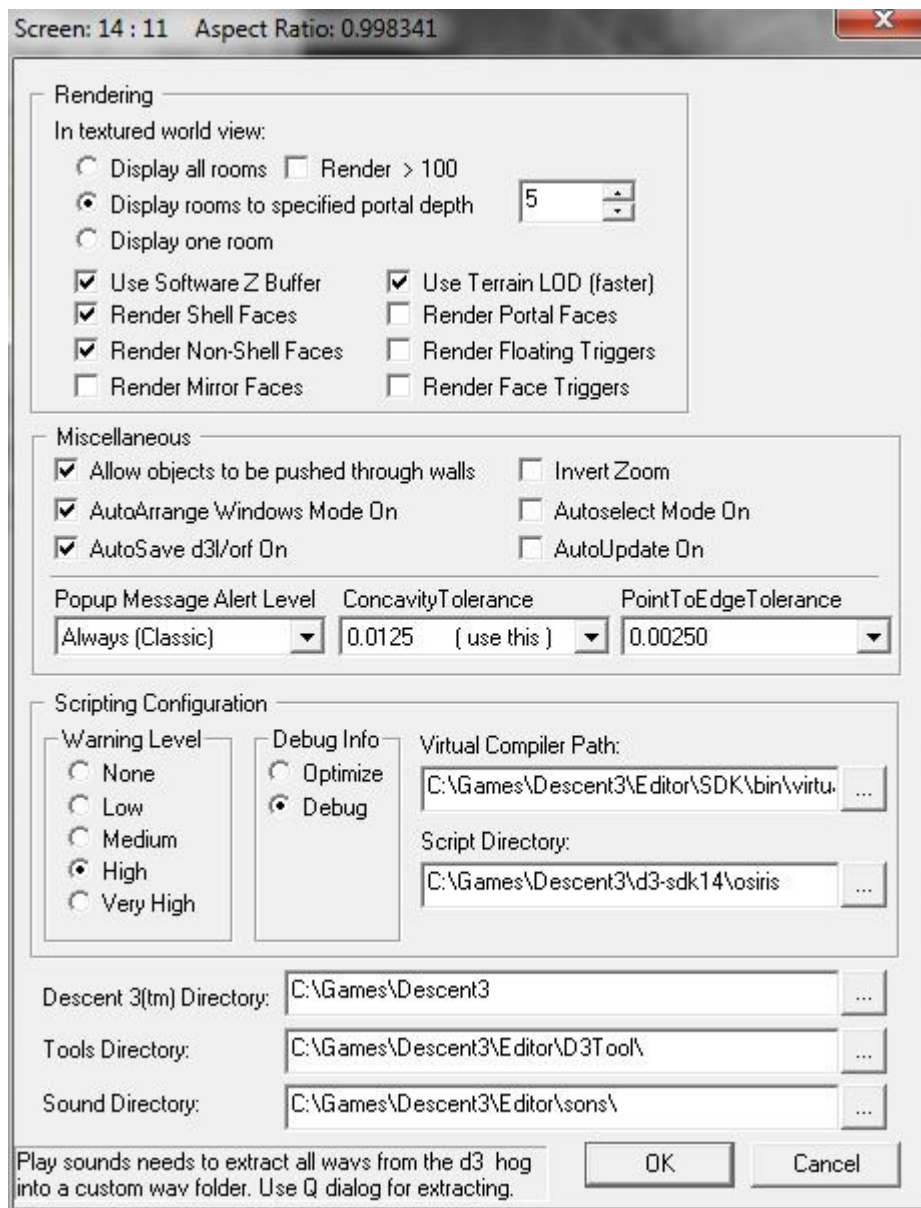 Screen: 14 : 11 Aspect Ratio: 0.998341
Rendering
In textured world view:
Display all rooms Render > 100
Display rooms to specified portal depth 5
Display one room
Use Software Z Buffer Use Terrain LOD (faster)
Render Shell Faces Render Portal Faces
Render Non-Shell Faces Render Floating Triggers
Render Mirror Faces Render Face Triggers
Miscellaneous
Allow objects to be pushed through walls Invert Zoom
AutoArrange Windows Mode On Autoselect Mode On
AutoSave d3l/orf On AutoUpdate On
Popup Message Alert Level ConcavityTolerance PointToEdgeTolerance
Always (Classic) 0.0125 ( use this ) 0.00250
Scripting Configuration
Warning Level Debug Info Virtual Compiler Path:
None Optimize C:\Games\Descent3\Editor\SDK\bin\virtu ...
Low Debug
Medium Script Directory:
High C:\Games\Descent3\d3-sdk14\osiris ...
Very High
Descent 3(tm) Directory: C:\Games\Descent3 ...
Tools Directory: C:\Games\Descent3\Editor\D3Tool\ ...
Sound Directory: C:\Games\Descent3\Editor\sons\ ...
Play sounds needs to extract all wavs from the d3 hog
into a custom wav folder. Use Q dialog for extracting.
OK Cancel